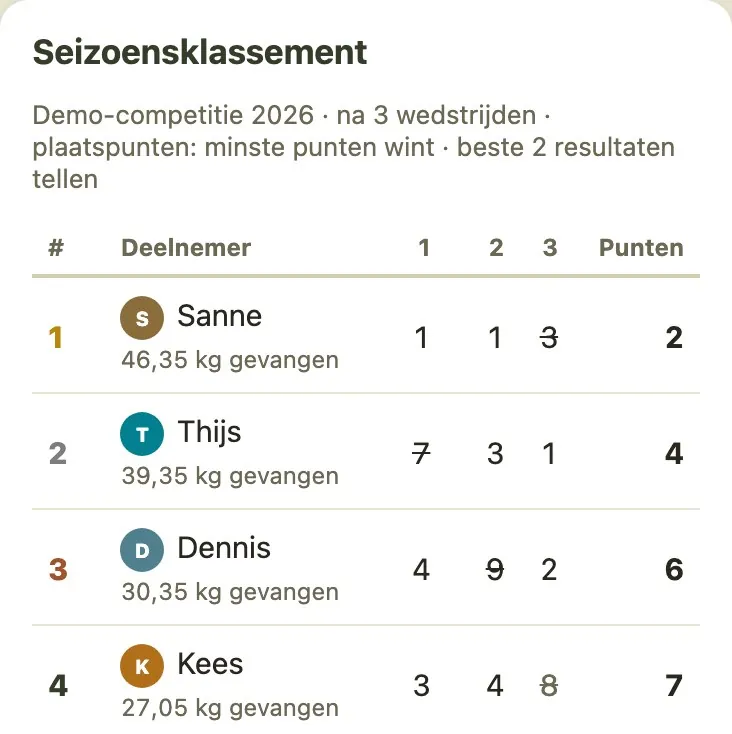 Seizoensklassement
Demo-competitie 2026 · na 3 wedstrijden ·
plaatspunten: minste punten wint · beste 2 resultaten
tellen
# Deelnemer 1 2 3 Punten
1 S Sanne 1 1 3 2
46,35 kg gevangen
2 T Thijs 7 3 1 4
39,35 kg gevangen
3 D Dennis 4 9 2 6
30,35 kg gevangen
4 K Kees 3 4 8 7
27,05 kg gevangen